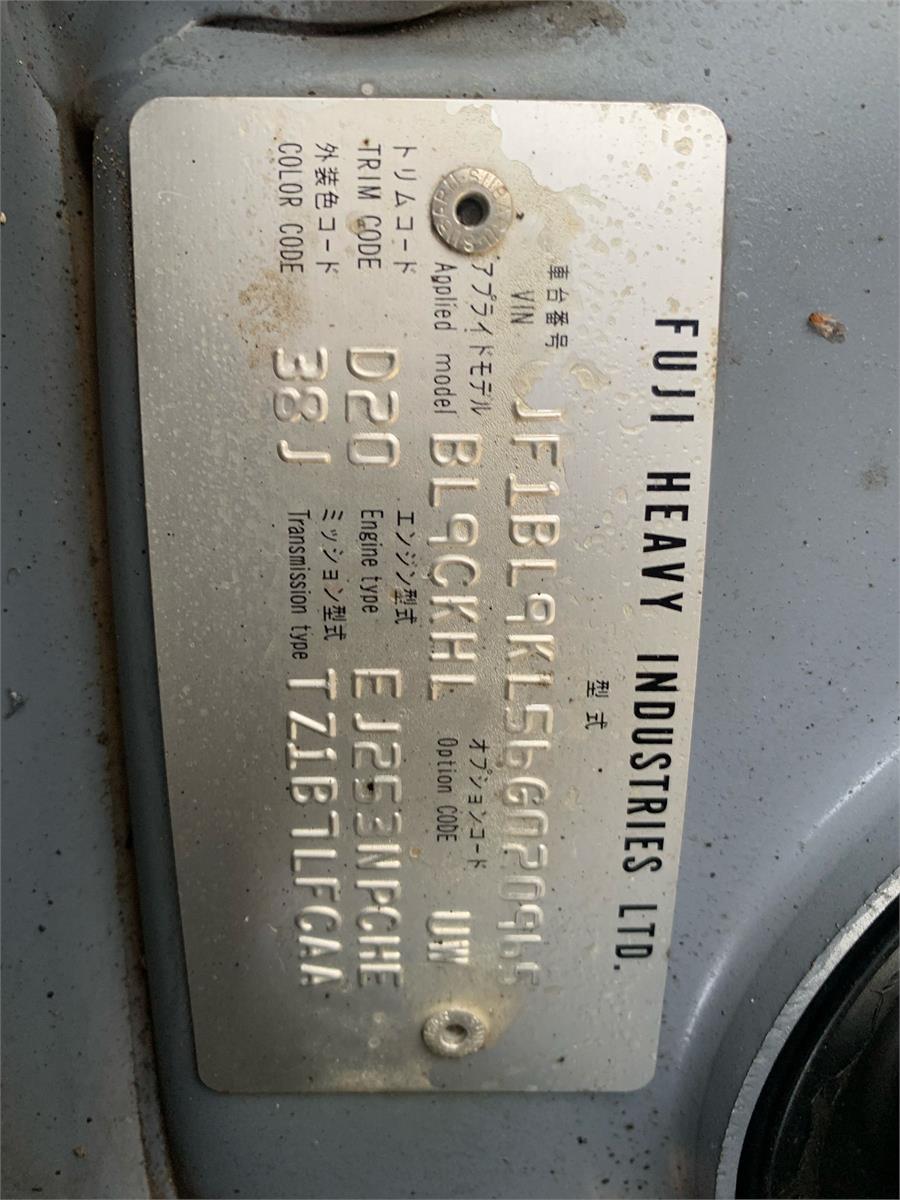 FUJI HEAVY INDUSTRIES LTD.
型式
車台番号
VIN JF1BL9KL56G020965
アプライドモデル オプションコード
Applied model BL9CKHL Option CODE UW
トリムコード エンジン型式
TRIM CODE D20 Engine type EJ253NPCHE
外装色コード ミッション型式
COLOR CODE 38J Transmission type TZ1B7LFCAA